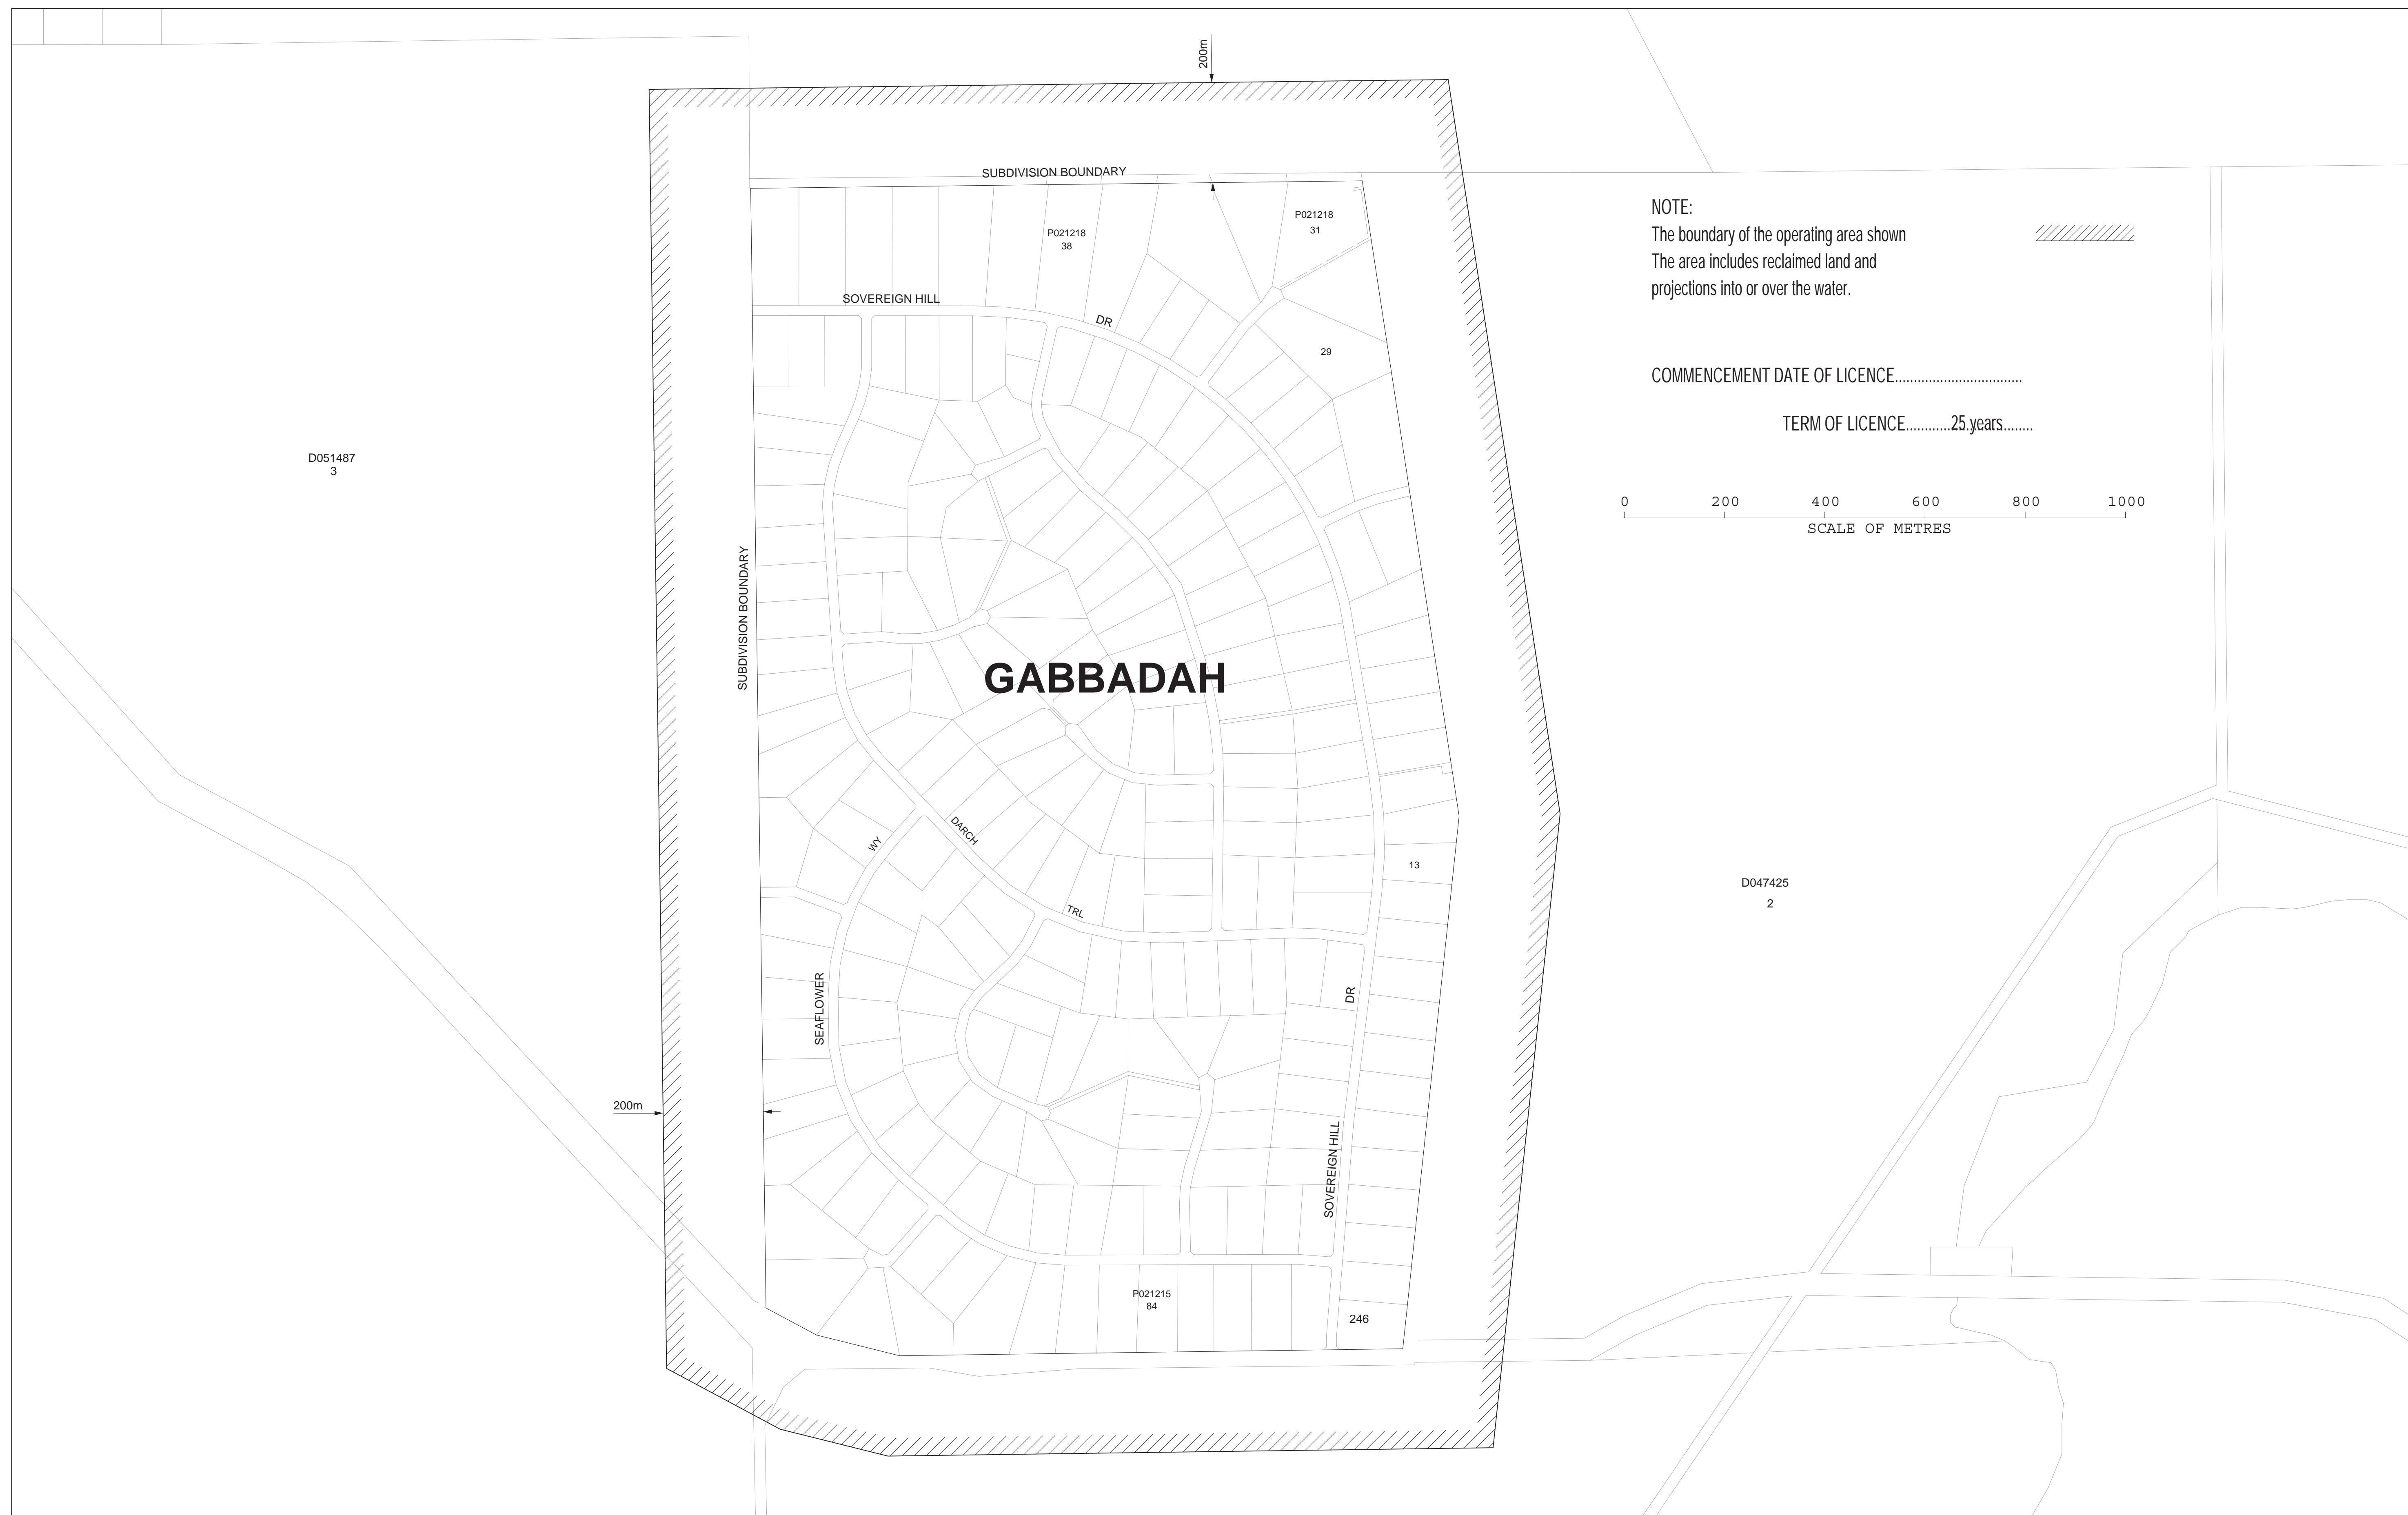 200m
SUBDIVISION BOUNDARY
P021218
31
P021218
38
NOTE:
The boundary of the operating area shown
The area includes reclaimed land and
projections into or over the water.
SOVEREIGN HILL
DR
29
COMMENCEMENT DATE OF LICENCE..................................
TERM OF LICENCE............25 years........
D051487
3
0 200 400 600 800 1000
SCALE OF METRES
SUBDIVISION BOUNDARY
GABBADAH
WY
DARCH
13
D047425
2
TRL
SEAFLOWER
DR
200m
SOVEREIGN HILL
P021215
84
246